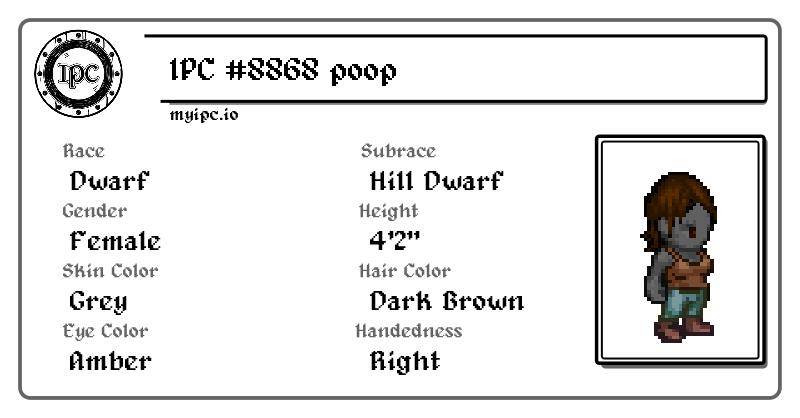 IPC
IPC #8868 poop
myipc.io
Race
Dwarf
Subrace
Hill Dwarf
Gender
Female
Height
4'2"
Skin Color
Grey
Hair Color
Dark Brown
Eye Color
Amber
Handedness
Right